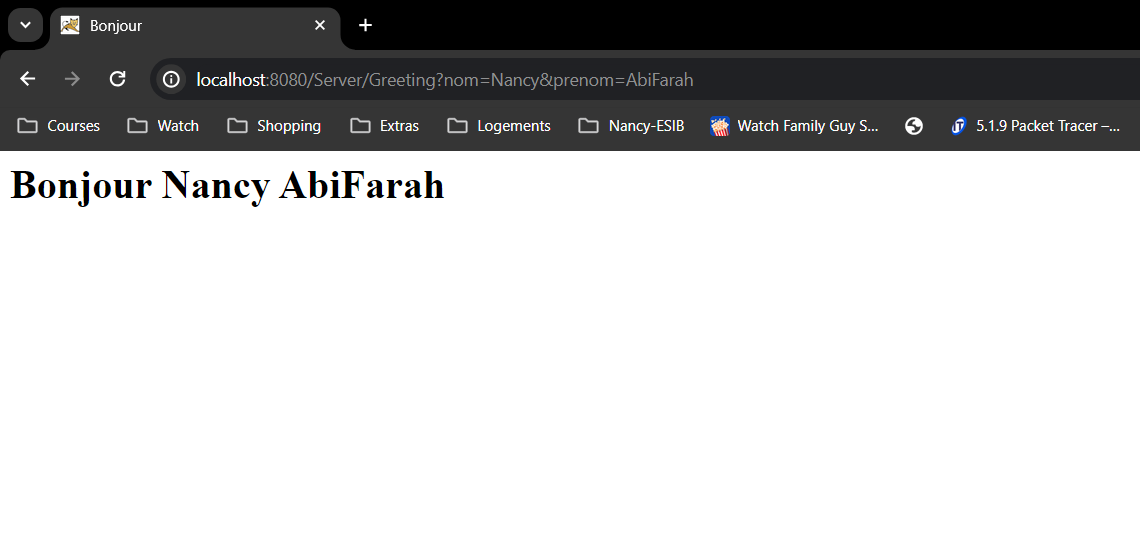 Bonjour
localhost:8080/Server/Greeting?nom=Nancy&prenom=AbiFarah
Courses Watch Shopping Extras Logements Nancy-ESIB Watch Family Guy S... 5.1.9 Packet Tracer –...
Bonjour Nancy AbiFarah